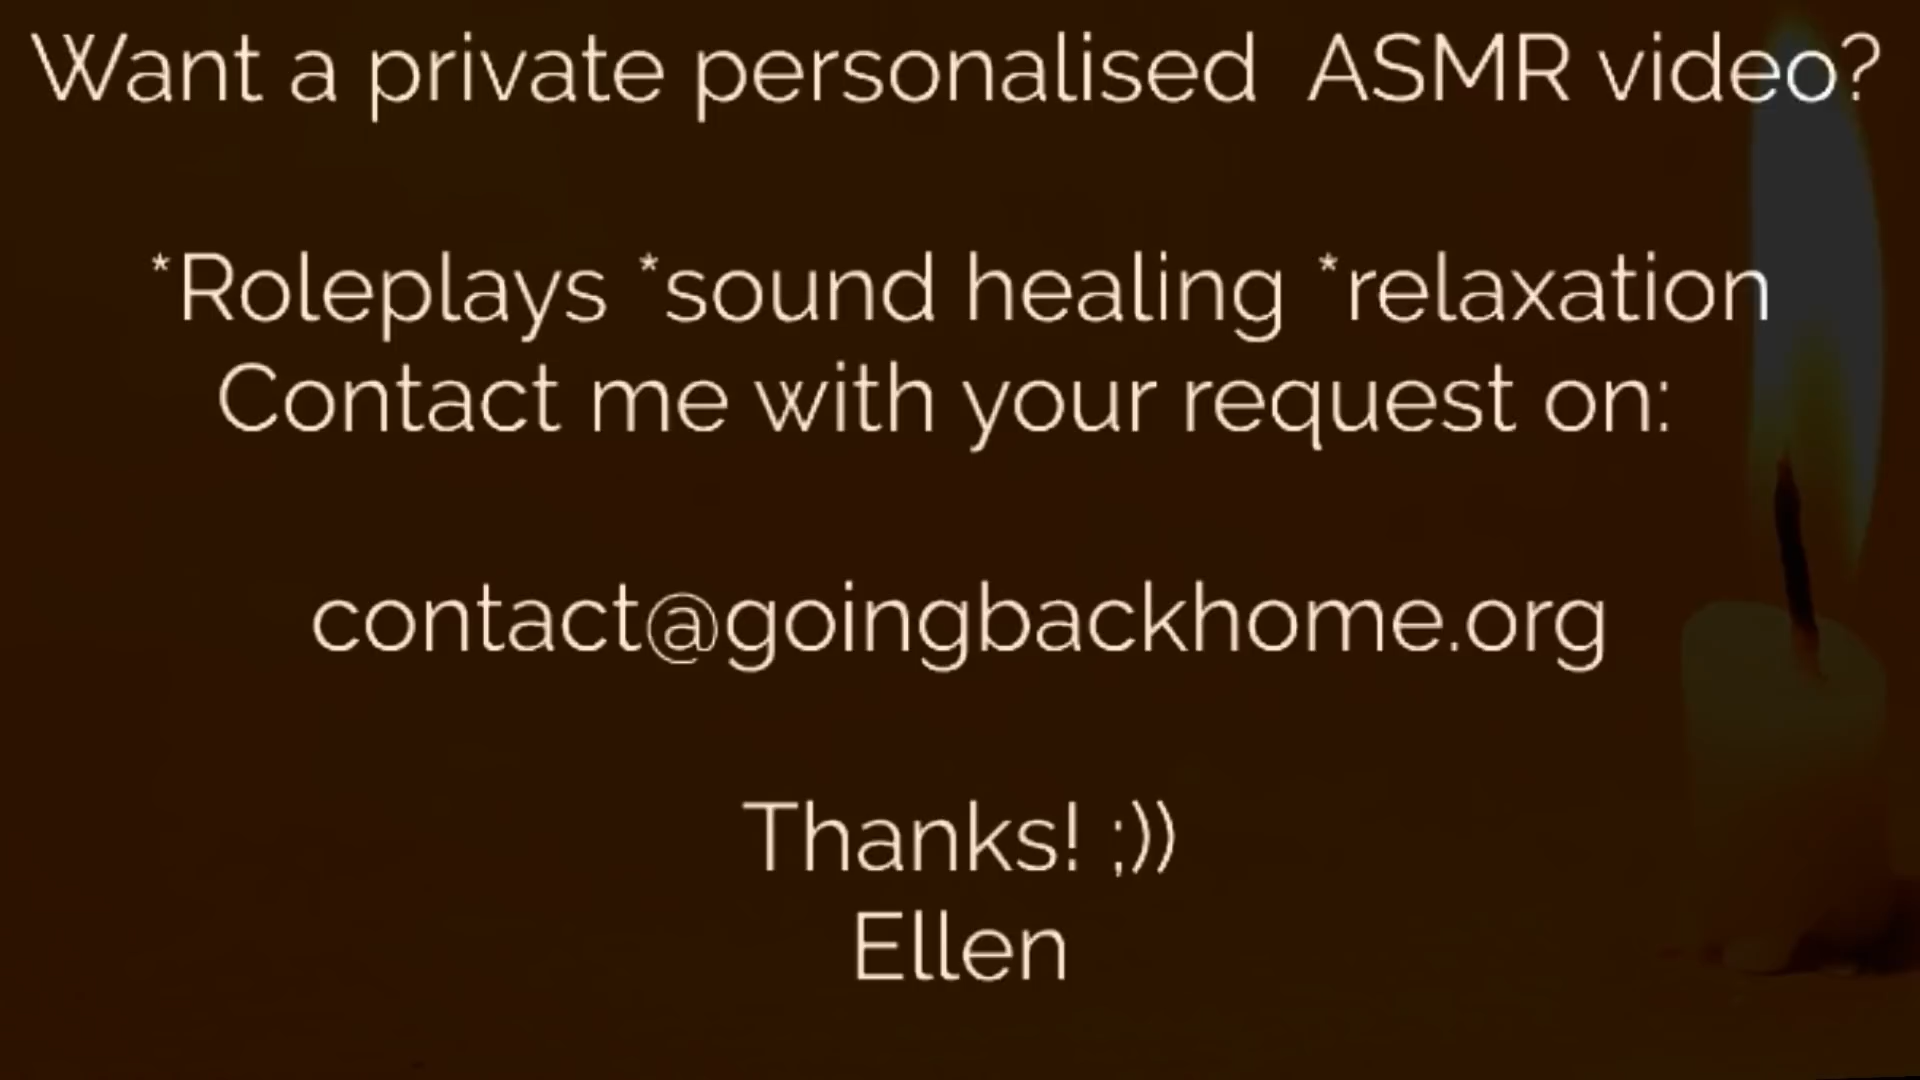 Want a private personalised  ASMR video?
*Roleplays *sound healing *relaxation
Contact me with your request on:
contact@goingbackhome.org
Thanks! ;))
Ellen